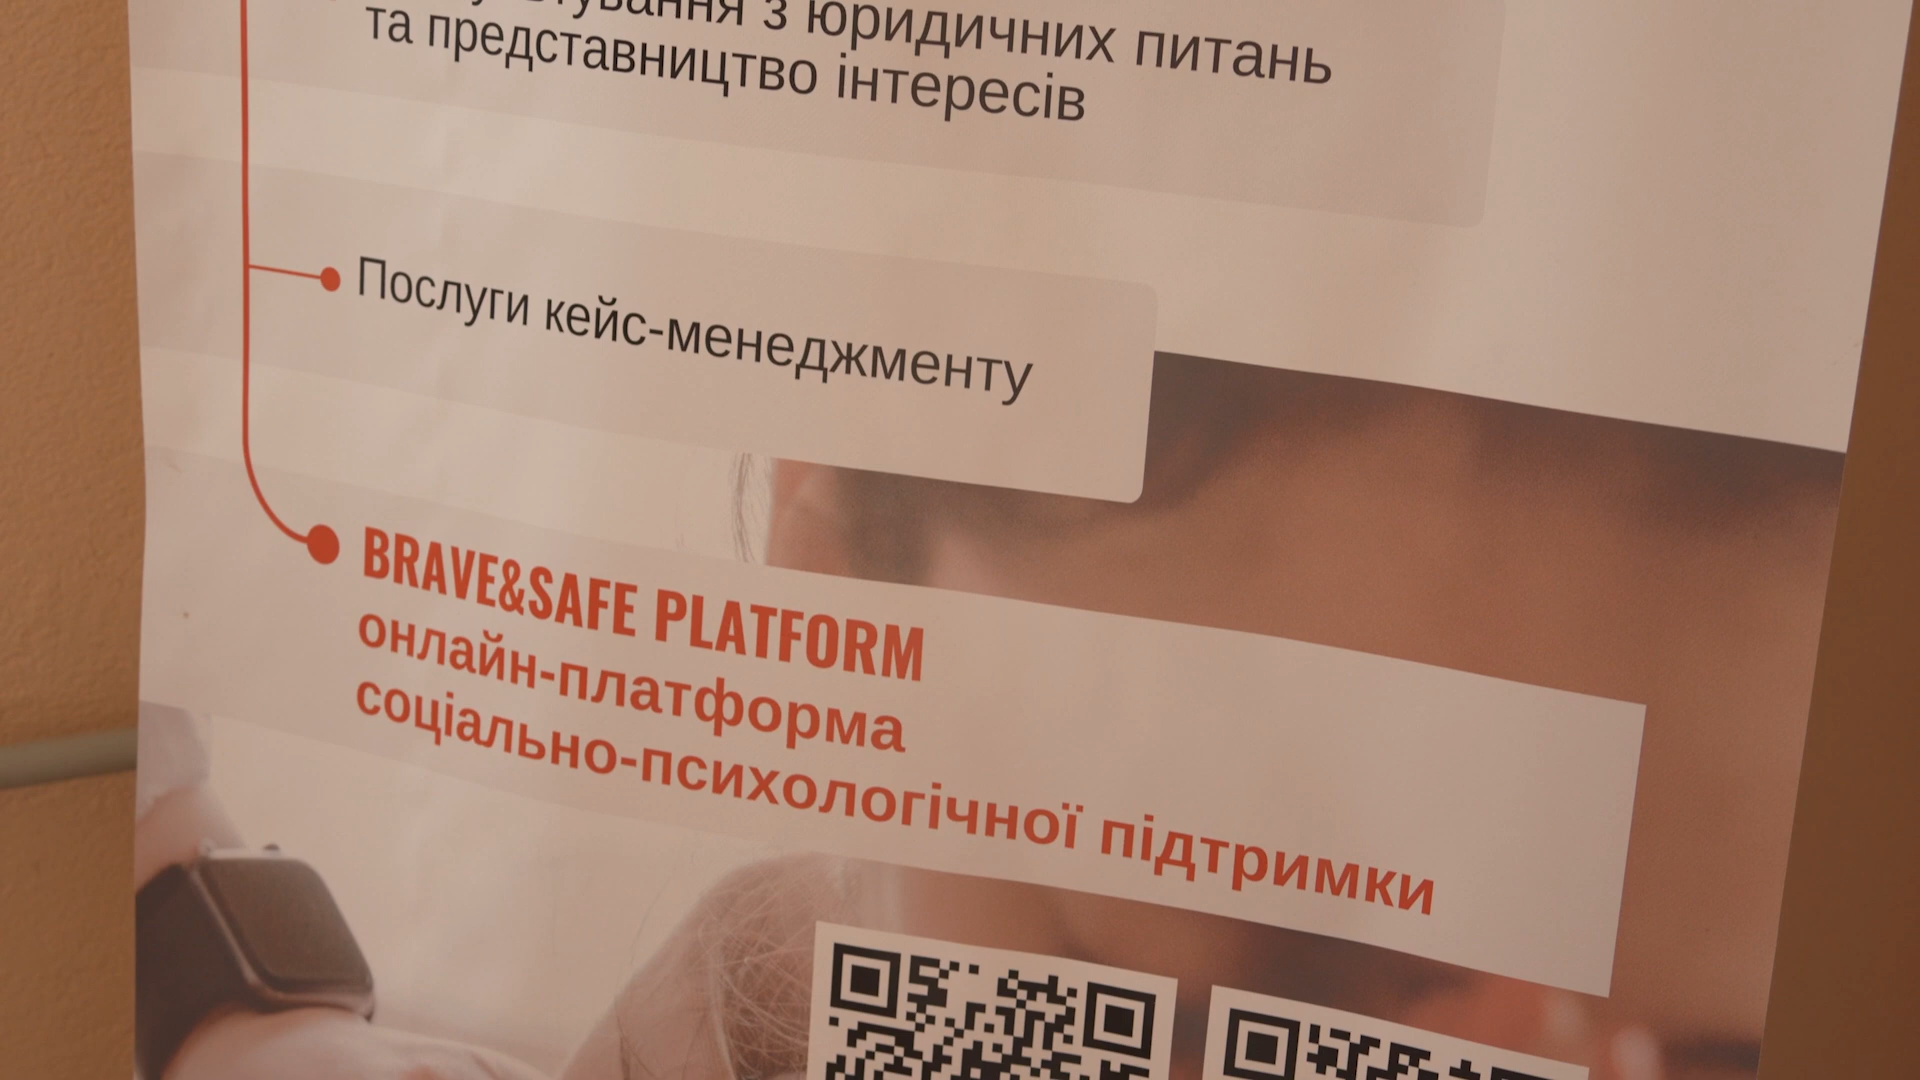 з юридичних питань
та представництво інтересів
Послуги кейс-менеджменту
BRAVE&SAFE PLATFORM
онлайн-платформа
соціально-психологічної підтримки